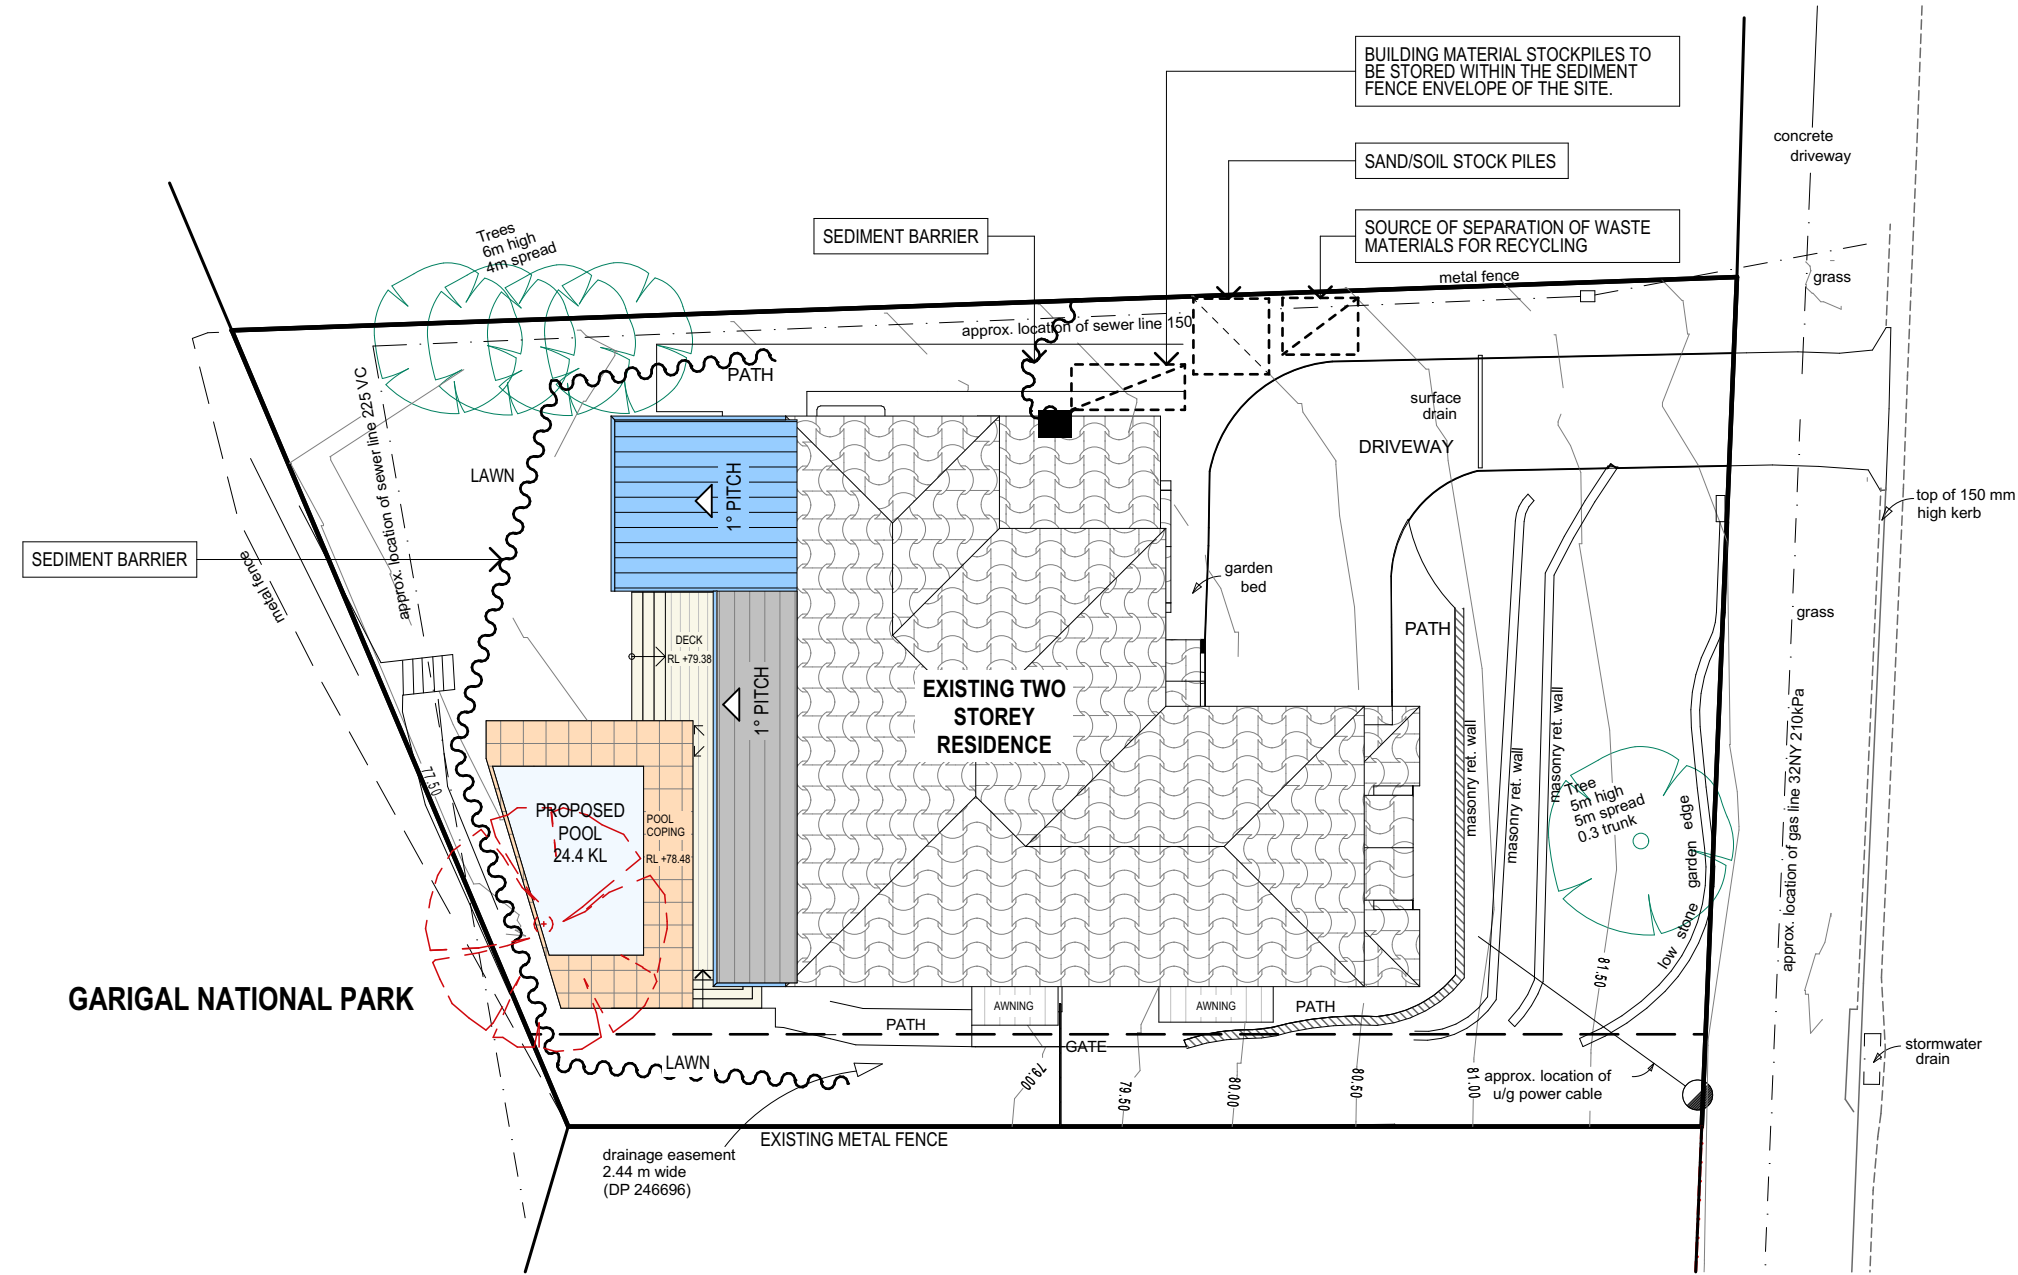 BUILDING MATERIAL STOCKPILES TO
BE STORED WITHIN THE SEDIMENT
FENCE ENVELOPE OF THE SITE.
concrete
driveway
SAND/SOIL STOCK PILES
SEDIMENT BARRIER
SOURCE OF SEPARATION OF WASTE
MATERIALS FOR RECYCLING
Trees
6m high
4m spread
metal fence
grass
approx. location of sewer line 150
PATH
approx. location of sewer line 225 VC
surface
drain
DRIVEWAY
LAWN
1° PITCH
top of 150 mm
high kerb
SEDIMENT BARRIER
metal fence
garden
bed
grass
PATH
DECK
RL +79.38
1° PITCH
EXISTING TWO
STOREY
RESIDENCE
masonry ret. wall
masonry ret. wall
masonry ret. wall
approx. location of gas line 32NY 210kPa
77.50
PROPOSED
POOL
24.4 KL
POOL
COPING
RL +78.48
Tree
5m high
5m spread
0.3 trunk
low stone garden edge
81.50
GARIGAL NATIONAL PARK
AWNING
AWNING
PATH
PATH
GATE
LAWN
79.00
79.50
80.00
80.50
81.00
approx. location of
u/g power cable
stormwater
drain
EXISTING METAL FENCE
drainage easement
2.44 m wide
(DP 246696)